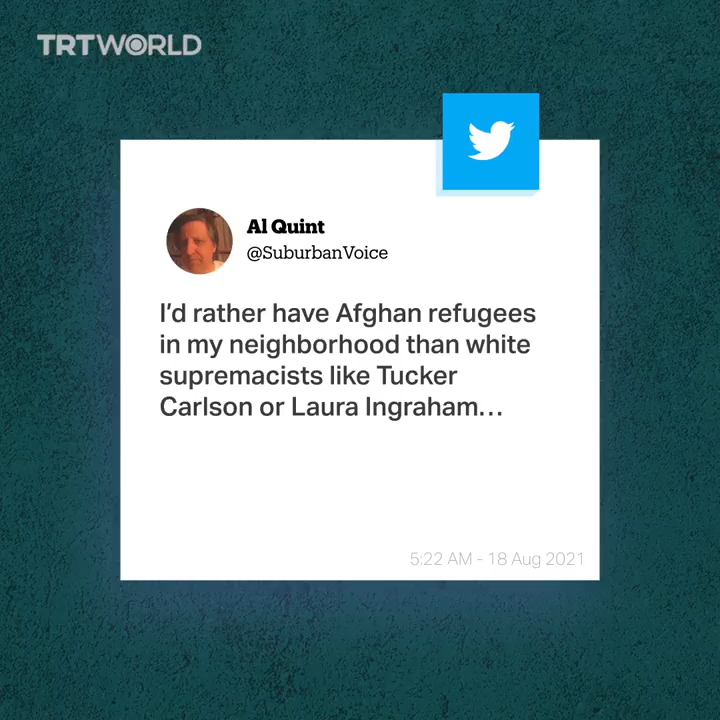 TRTWORLD
Al Quint
@SuburbanVoice
I’d rather have Afghan refugees
in my neighborhood than white
supremacists like Tucker
Carlson or Laura Ingraham…
5:22 AM - 18 Aug 2021